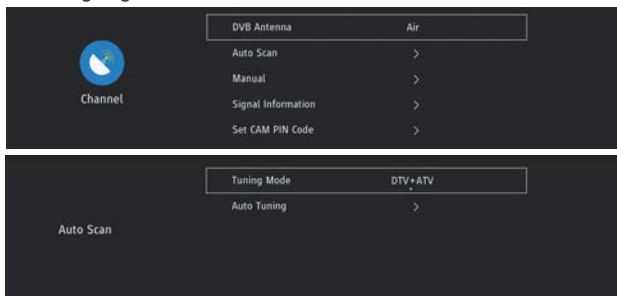 DVB Antenna Air
Auto Scan >
Manual >
Channel
Signal Information >
Set CAM PIN Code >
Tuning Mode DTV+ATV
Auto Tuning >
Auto Scan